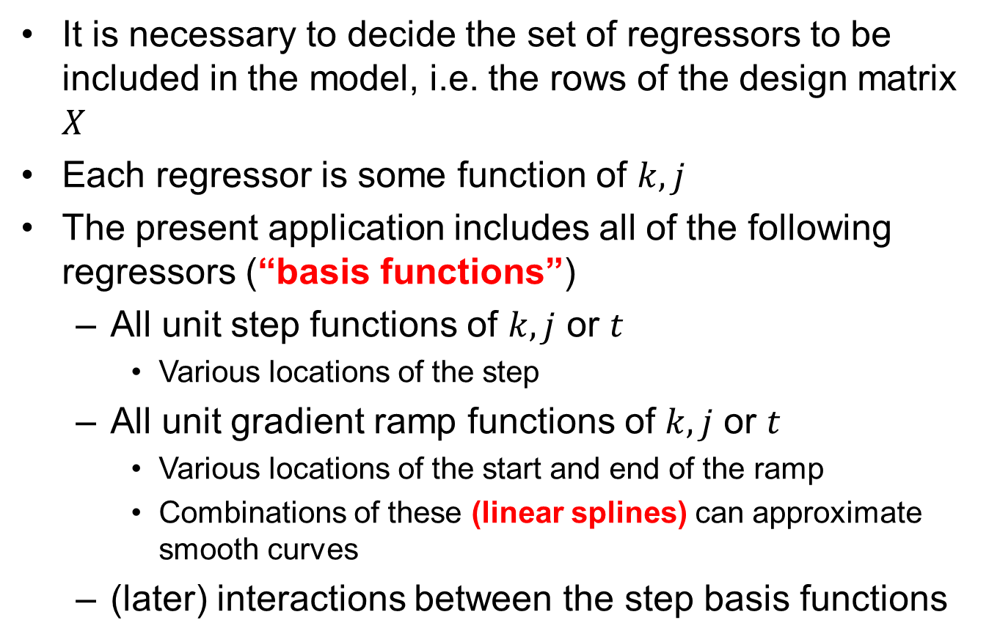 • It is necessary to decide the set of regressors to be
included in the model, i.e. the rows of the design matrix
X
• Each regressor is some function of k, j
• The present application includes all of the following
regressors (“basis functions”)
– All unit step functions of k, j or t
• Various locations of the step
– All unit gradient ramp functions of k, j or t
• Various locations of the start and end of the ramp
• Combinations of these (linear splines) can approximate
smooth curves
– (later) interactions between the step basis functions